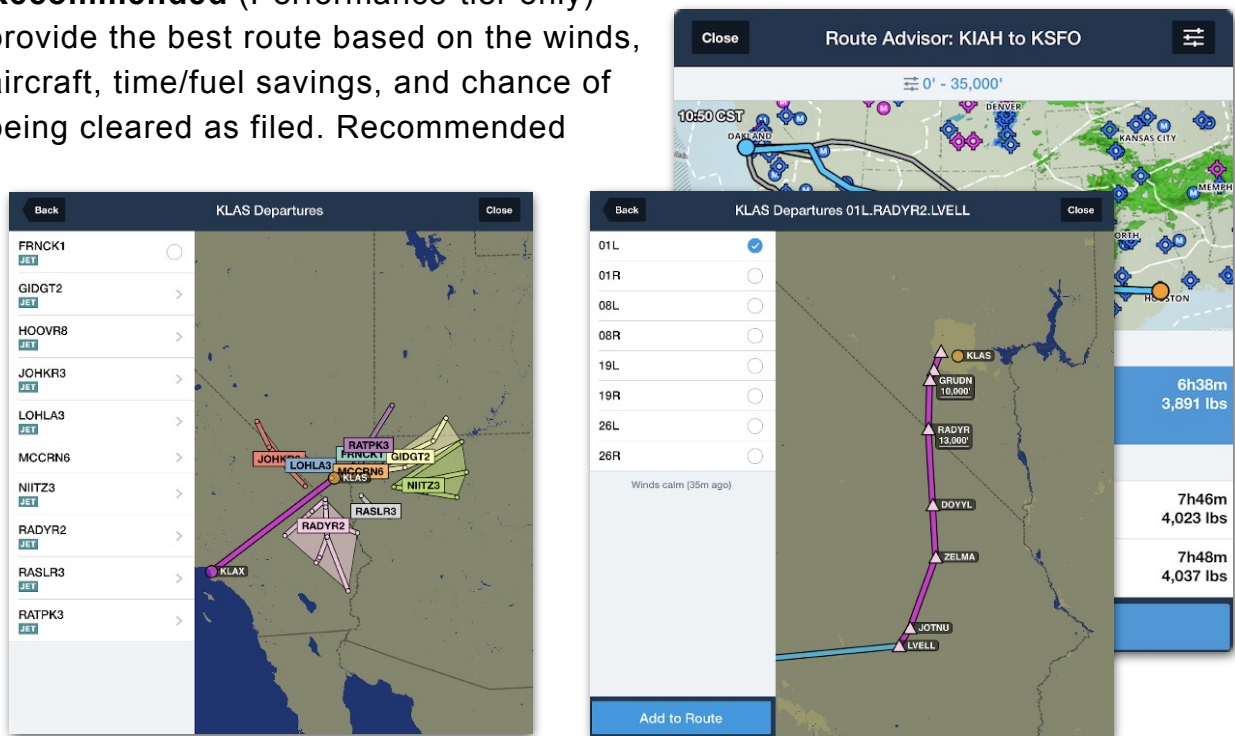 Recommended (Performance tier only)
provide the best route based on the winds,
aircraft, time/fuel savings, and chance of
being cleared as filed. Recommended
Close
Route Advisor: KIAH to KSFO
0' - 35,000'
10:50 CST
DENVER
OAKLAND
KANSAS CITY
MEMPH
ORTH
HOUSTON
6h38m
3,891 lbs
7h46m
4,023 lbs
7h48m
4,037 lbs
Back
KLAS Departures
Close
FRNCK1
JET
GIDGT2
JET
HOOVR8
JET
JOHKR3
JET
LOHLA3
JET
MCCRN6
NIITZ3
JET
RADYR2
JET
RASLR3
JET
RATPK3
JET
RATPK3
FRNCK1
GIDGT2
LOHLA3
MCCRN6
KLAS
NIITZ3
RASLR3
RADYR2
KLAX
Back
KLAS Departures 01L.RADYR2.LVELL
Close
01L
01R
08L
08R
19L
19R
26L
26R
Winds calm (35m ago)
Add to Route
KLAS
GRUDN
10,000'
RADYR
13,000'
DOYYL
ZELMA
JOTNU
LVELL